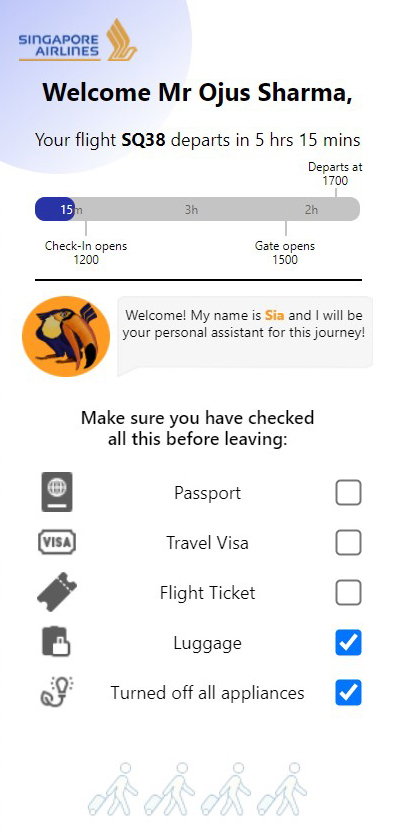 SINGAPORE
AIRLINES
Welcome Mr Ojus Sharma,
Your flight SQ38 departs in 5 hrs 15 mins
Departs at
1700
15m 3h 2h
Check-In opens
1200
Gate opens
1500
Welcome! My name is Sia and I will be
your personal assistant for this journey!
Make sure you have checked
all this before leaving:
Passport
VISA Travel Visa
Flight Ticket
Luggage
Turned off all appliances